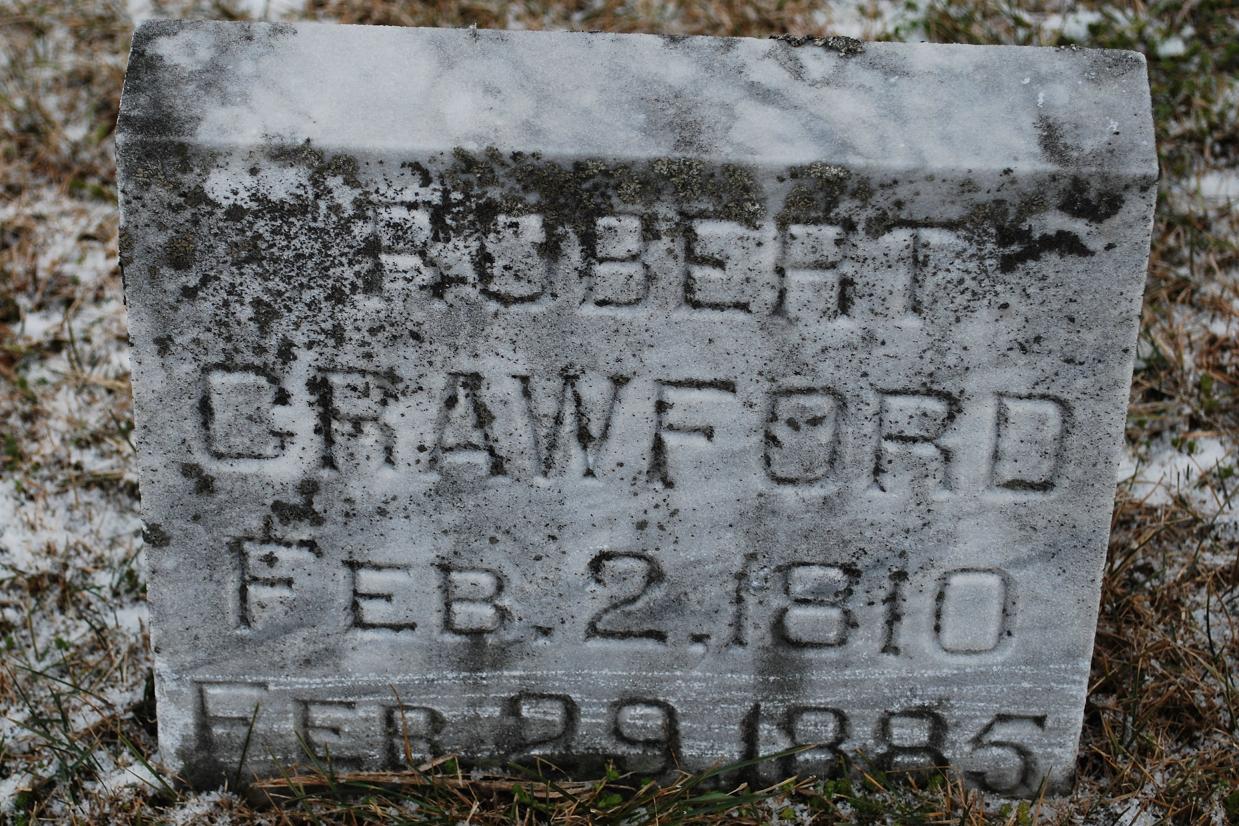 ROBERT
CRAWFORD
FEB. 2, 1810
FEB 29 1885